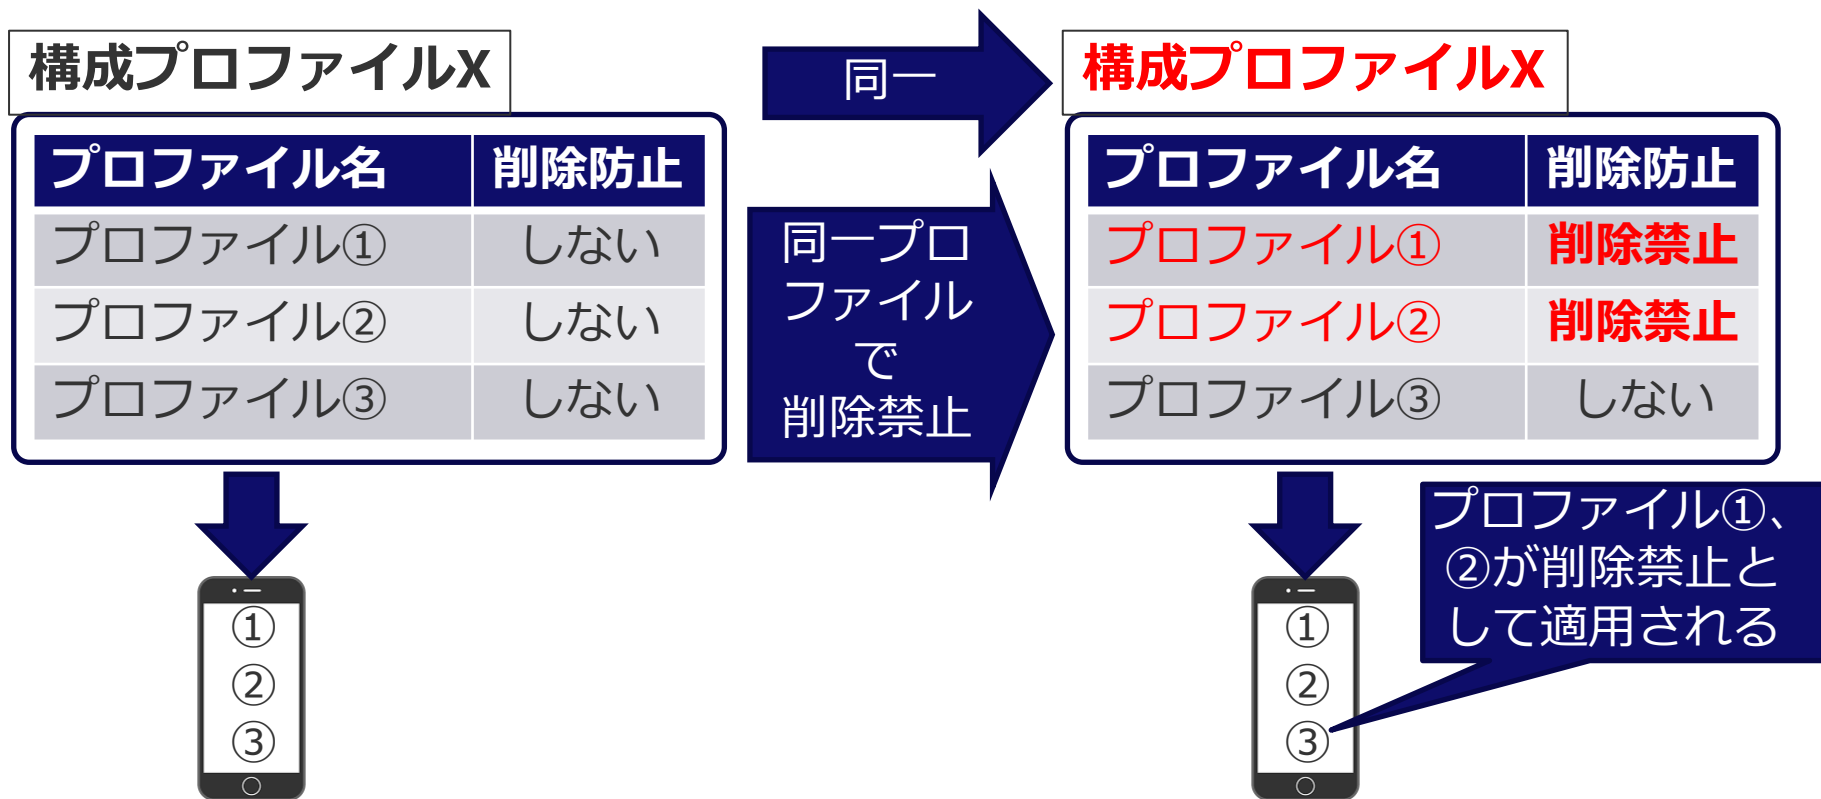 構成プロファイルX
プロファイル名 削除防止
プロファイル① しない
プロファイル② しない
プロファイル③ しない
①
②
③
同一
同一プロ
ファイル
で
削除禁止
構成プロファイルX
プロファイル名 削除防止
プロファイル① 削除禁止
プロファイル② 削除禁止
プロファイル③ しない
①
②
③
プロファイル①、
②が削除禁止と
して適用される